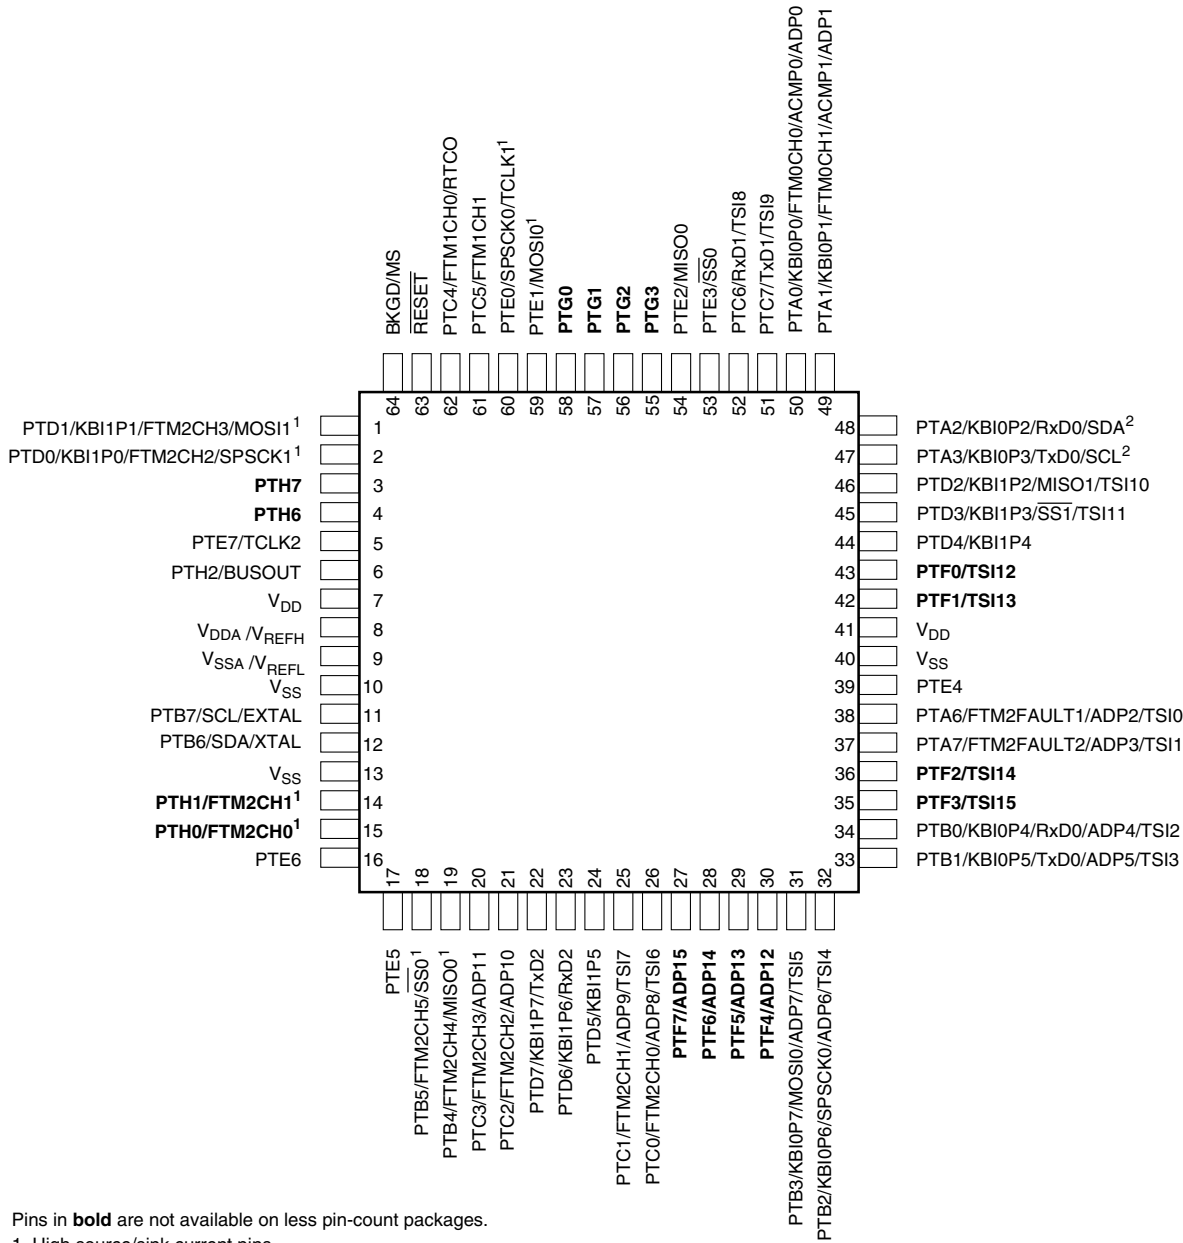 BKGD/MS
RESET
PTC4/FTM1CH0/RTCO
PTC5/FTM1CH1
PTE0/SPSCK0/TCLK1¹
PTE1/MOSI0¹
PTG0
PTG1
PTG2
PTG3
PTE2/MISO0
PTE3/SS0
PTC6/RxD1/TSI8
PTC7/TxD1/TSI9
PTA0/KBI0P0/FTM0CH0/ACMP0/ADP0
PTA1/KBI0P1/FTM0CH1/ACMP1/ADP1
64 63 62 61 60 59 58 57 56 55 54 53 52 51 50 49
PTD1/KBI1P1/FTM2CH3/MOSI1¹ 1
PTD0/KBI1P0/FTM2CH2/SPSCK1¹ 2
PTH7 3
PTH6 4
PTE7/TCLK2 5
PTH2/BUSOUT 6
VDD 7
VDDA /VREFH 8
VSSA /VREFL 9
VSS 10
PTB7/SCL/EXTAL 11
PTB6/SDA/XTAL 12
VSS 13
PTH1/FTM2CH1¹ 14
PTH0/FTM2CH0¹ 15
PTE6 16
48 PTA2/KBI0P2/RxD0/SDA²
47 PTA3/KBI0P3/TxD0/SCL²
46 PTD2/KBI1P2/MISO1/TSI10
45 PTD3/KBI1P3/SS1/TSI11
44 PTD4/KBI1P4
43 PTF0/TSI12
42 PTF1/TSI13
41 VDD
40 VSS
39 PTE4
38 PTA6/FTM2FAULT1/ADP2/TSI0
37 PTA7/FTM2FAULT2/ADP3/TSI1
36 PTF2/TSI14
35 PTF3/TSI15
34 PTB0/KBI0P4/RxD0/ADP4/TSI2
33 PTB1/KBI0P5/TxD0/ADP5/TSI3
17 18 19 20 21 22 23 24 25 26 27 28 29 30 31 32
PTE5
PTB5/FTM2CH5/SS0¹
PTB4/FTM2CH4/MISO0¹
PTC3/FTM2CH3/ADP11
PTC2/FTM2CH2/ADP10
PTD7/KBI1P7/TxD2
PTD6/KBI1P6/RxD2
PTD5/KBI1P5
PTC1/FTM2CH1/ADP9/TSI7
PTC0/FTM2CH0/ADP8/TSI6
PTF7/ADP15
PTF6/ADP14
PTF5/ADP13
PTF4/ADP12
PTB3/KBI0P7/MOSI0/ADP7/TSI5
PTB2/KBI0P6/SPSCK0/ADP6/TSI4
Pins in bold are not available on less pin-count packages.
1. High source/sink current pins